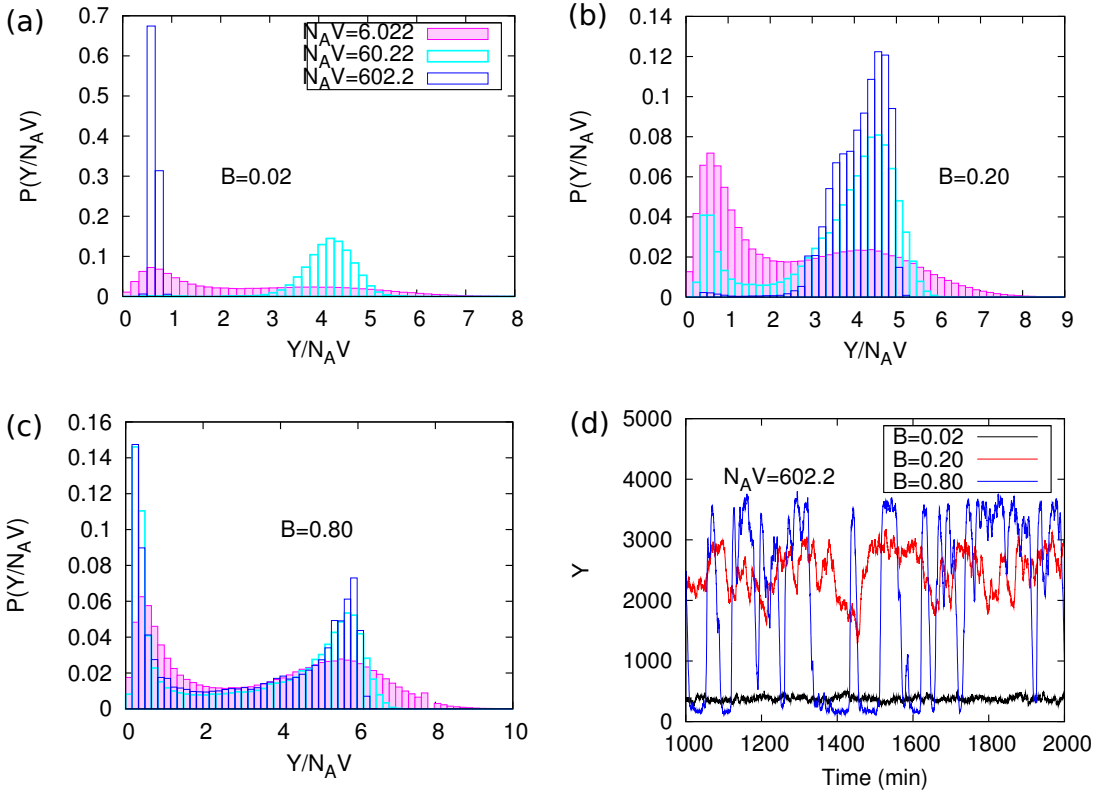 (a)
0.7
0.6
0.5
0.4
0.3
0.2
0.1
0
P(Y/N_AV)
N_AV=6.022
N_AV=60.22
N_AV=602.2
B=0.02
0 1 2 3 4 5 6 7 8
Y/N_AV
(b)
0.14
0.12
0.1
0.08
0.06
0.04
0.02
0
P(Y/N_AV)
B=0.20
0 1 2 3 4 5 6 7 8 9
Y/N_AV
(c)
0.16
0.14
0.12
0.1
0.08
0.06
0.04
0.02
0
P(Y/N_AV)
B=0.80
0 2 4 6 8 10
Y/N_AV
(d)
5000
4000
3000
2000
1000
0
Y
B=0.02
B=0.20
B=0.80
N_AV=602.2
1000 1200 1400 1600 1800 2000
Time (min)